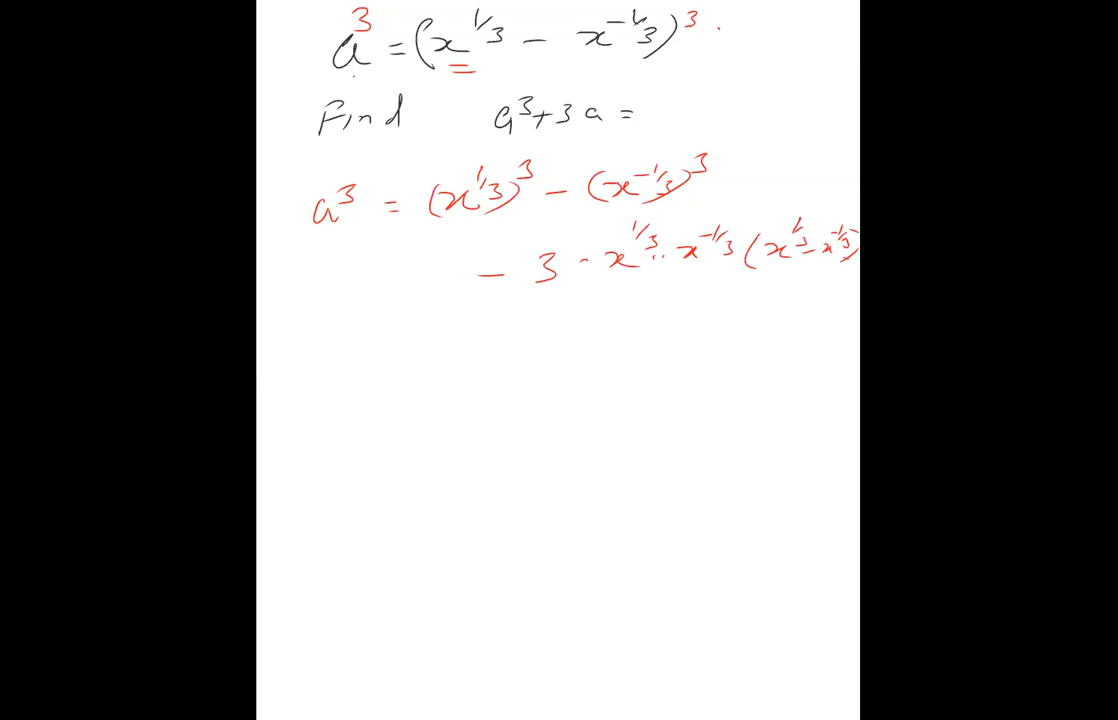 a³ = (x^{1/3} - x^{-1/3})³.
Find a³+3a =
a³ = (x^{1/3})³ - (x^{-1/3})³
- 3 · x^{1/3} · x^{-1/3} (x^{1/3} - x^{-1/3})